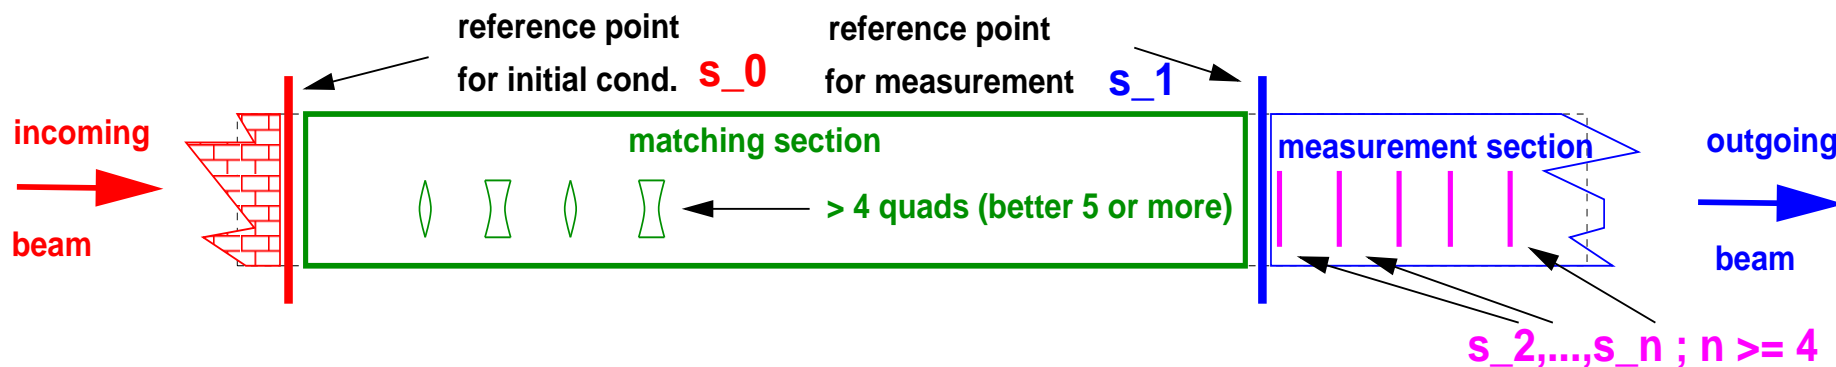 reference point
for initial cond. s_0
reference point
for measurement s_1
incoming
beam
matching section
> 4 quads (better 5 or more)
measurement section
outgoing
beam
s_2,...,s_n ; n >= 4